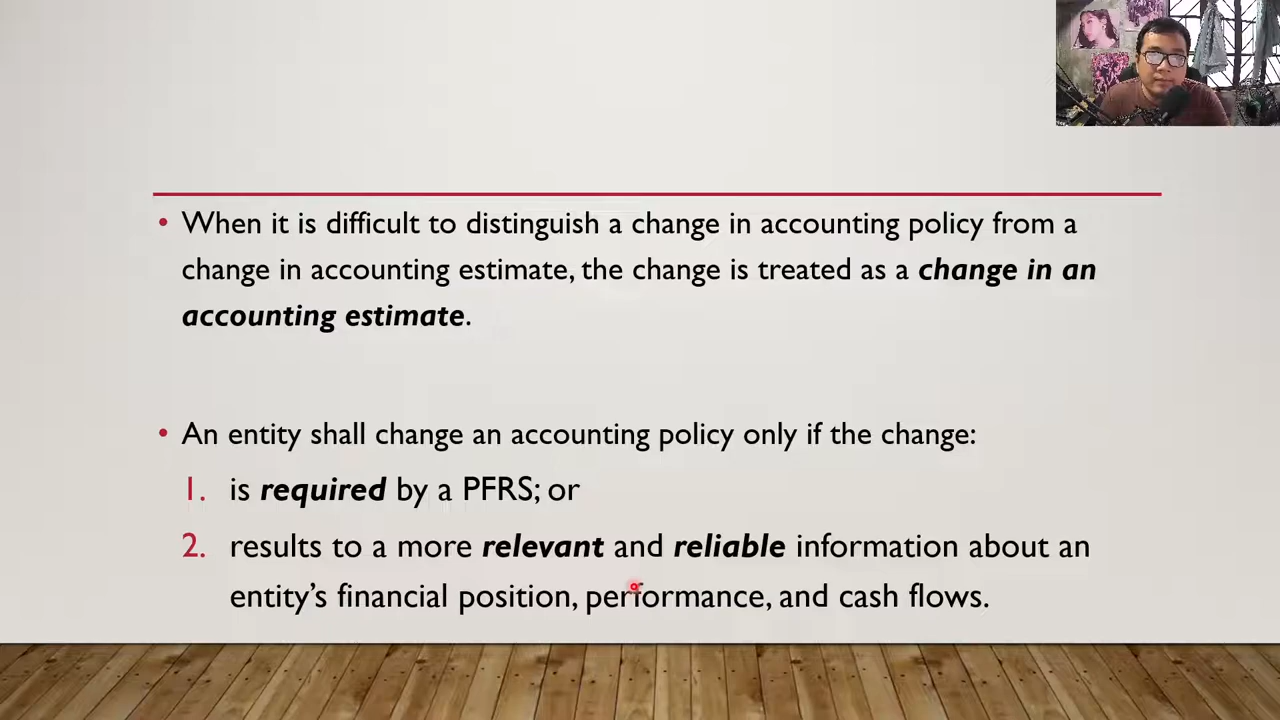 • When it is difficult to distinguish a change in accounting policy from a
change in accounting estimate, the change is treated as a change in an
accounting estimate.
• An entity shall change an accounting policy only if the change:
1. is required by a PFRS; or
2. results to a more relevant and reliable information about an
entity’s financial position, performance, and cash flows.